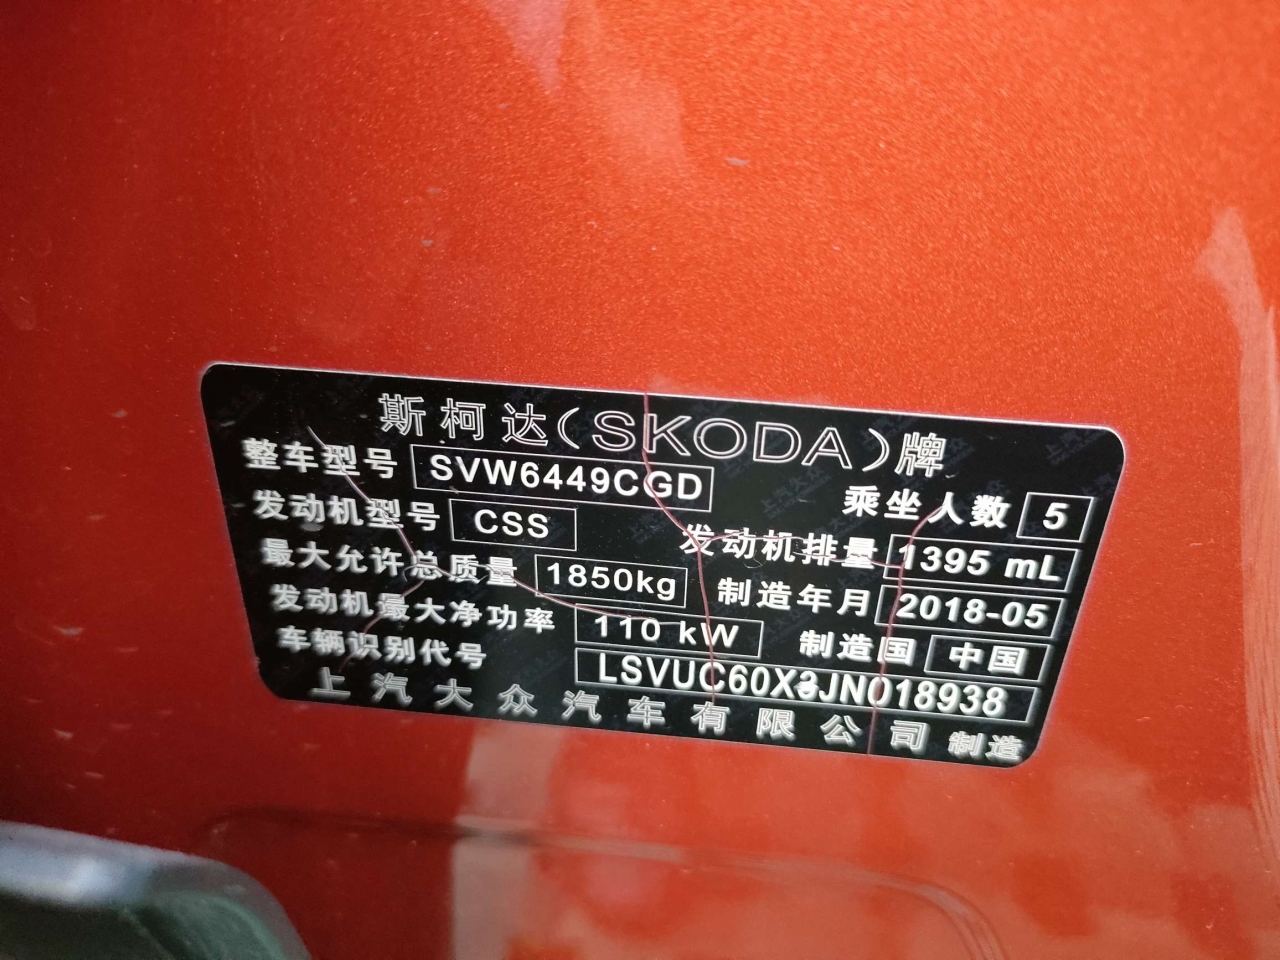 斯柯达(SKODA)牌
整车型号 SVW6449CGD 乘坐人数 5
发动机型号 CSS 发动机排量 1395 mL
最大允许总质量 1850kg 制造年月 2018-05
发动机最大净功率 110 kW 制造国 中国
车辆识别代号 LSVUC60X3JN018938
上汽大众汽车有限公司 制造